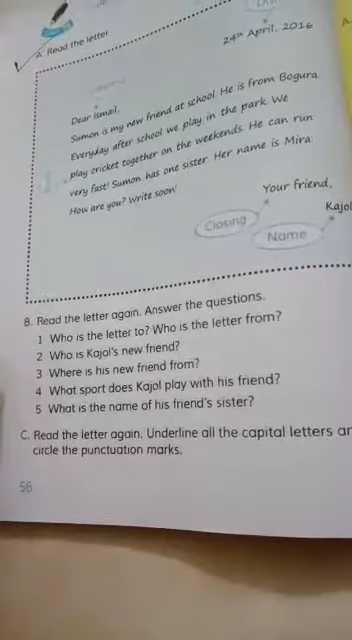 A. Read the letter
24th April, 2016
Dear Ismail,
Sumon is my new friend at school. He is from Bogura.
Everyday after school we play in the park. We
play cricket together on the weekends. He can run
very fast! Sumon has one sister. Her name is Mira.
How are you? Write soon!
Your friend,
Kajol
Closing
Name
B. Read the letter again. Answer the questions.
1 Who is the letter to? Who is the letter from?
2 Who is Kajol's new friend?
3 Where is his new friend from?
4 What sport does Kajol play with his friend?
5 What is the name of his friend's sister?
C. Read the letter again. Underline all the capital letters an
circle the punctuation marks.
56